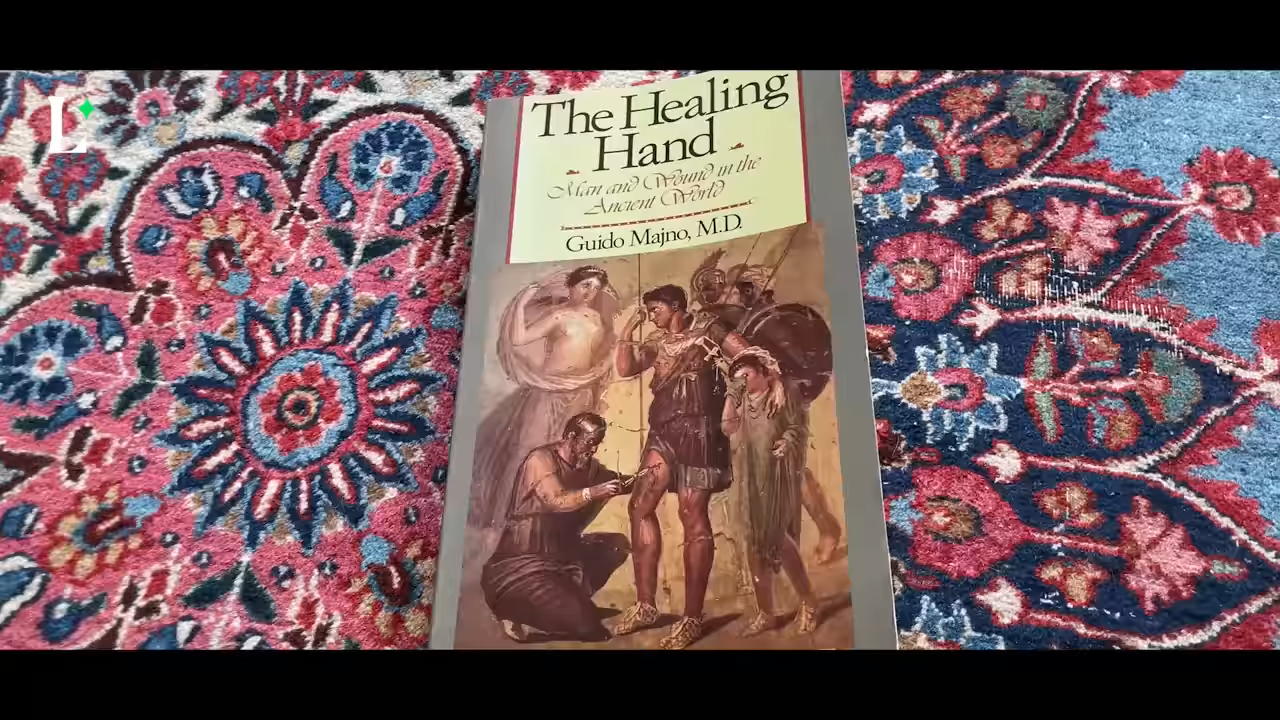 L
The Healing
Hand
Man and Wound in the
Ancient World
Guido Majno, M.D.